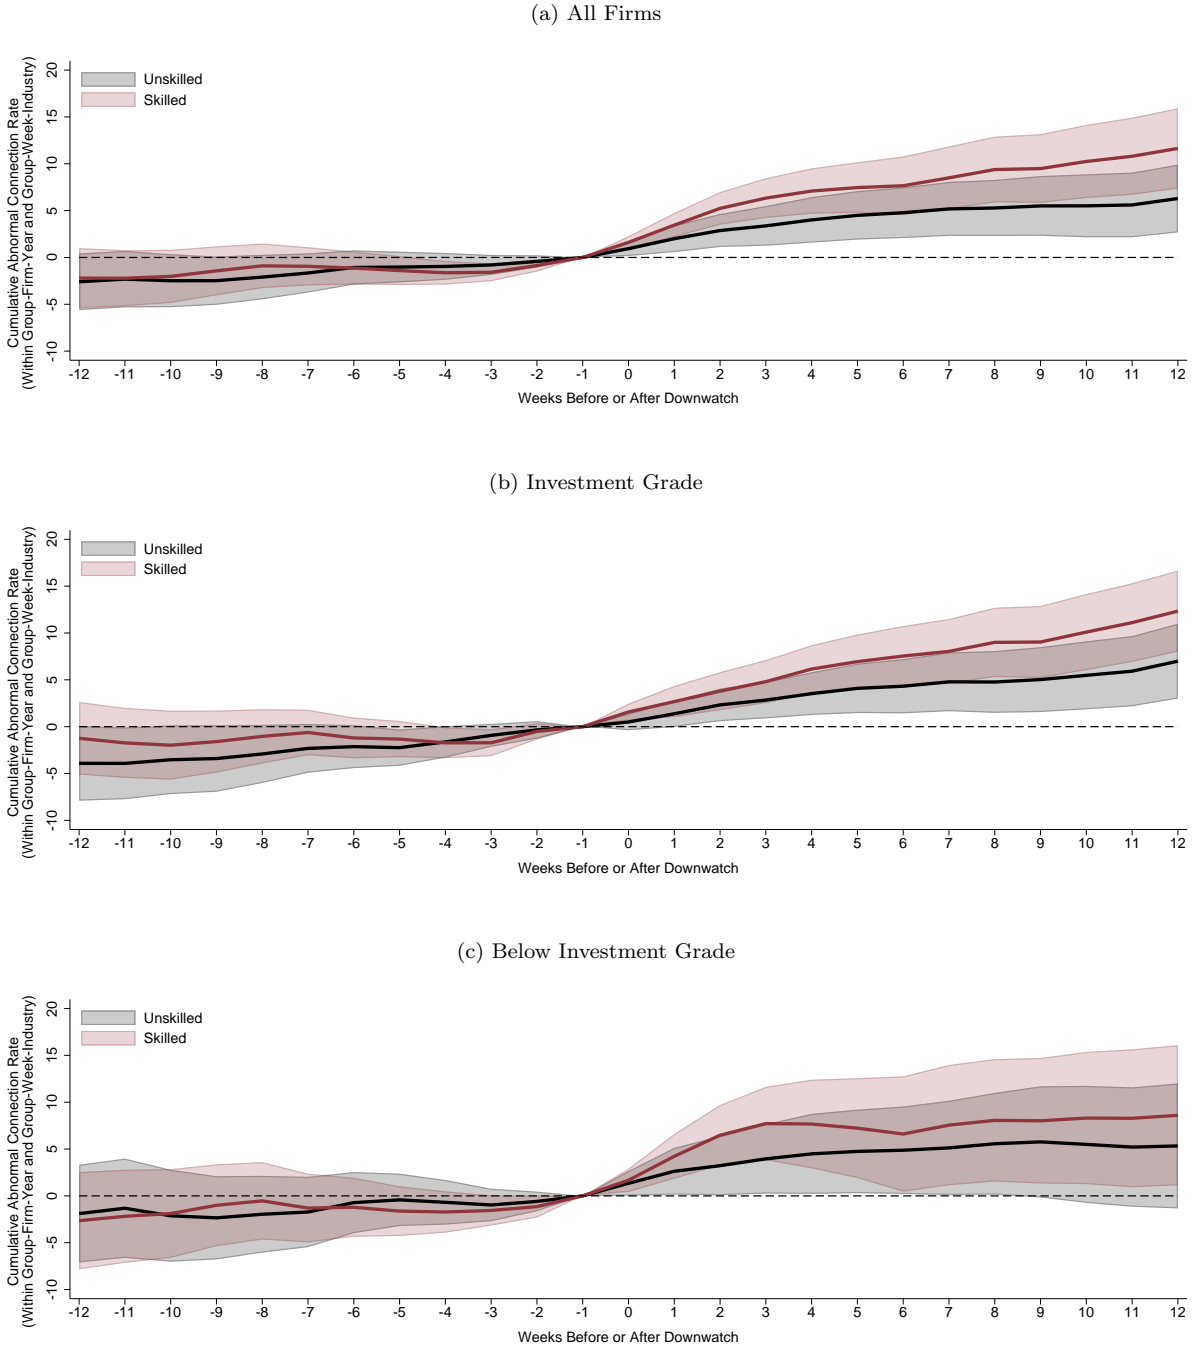 (a) All Firms
Cumulative Abnormal Connection Rate
(Within Group-Firm-Year and Group-Week-Industry)
20
15
10
5
0
-5
-10
Unskilled
Skilled
-12 -11 -10 -9 -8 -7 -6 -5 -4 -3 -2 -1 0 1 2 3 4 5 6 7 8 9 10 11 12
Weeks Before or After Downwatch
(b) Investment Grade
Cumulative Abnormal Connection Rate
(Within Group-Firm-Year and Group-Week-Industry)
20
15
10
5
0
-5
-10
Unskilled
Skilled
-12 -11 -10 -9 -8 -7 -6 -5 -4 -3 -2 -1 0 1 2 3 4 5 6 7 8 9 10 11 12
Weeks Before or After Downwatch
(c) Below Investment Grade
Cumulative Abnormal Connection Rate
(Within Group-Firm-Year and Group-Week-Industry)
20
15
10
5
0
-5
-10
Unskilled
Skilled
-12 -11 -10 -9 -8 -7 -6 -5 -4 -3 -2 -1 0 1 2 3 4 5 6 7 8 9 10 11 12
Weeks Before or After Downwatch